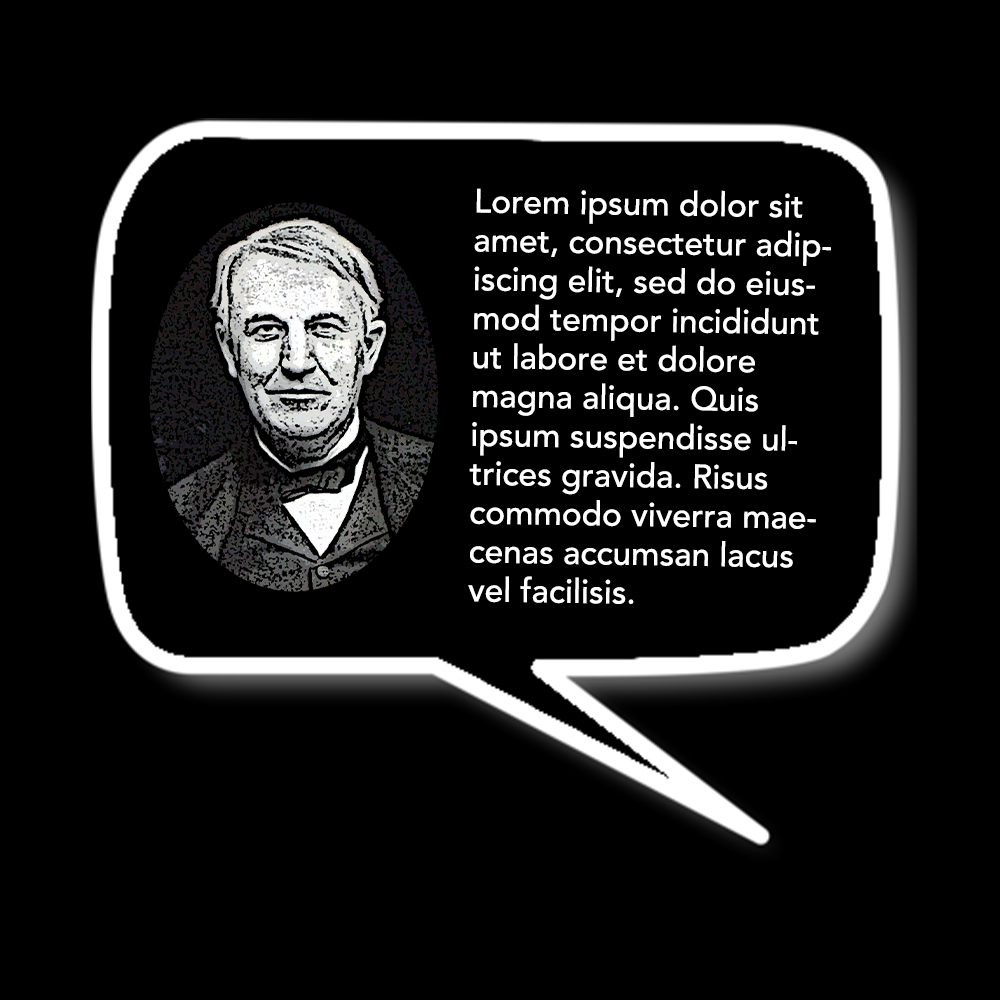 Lorem ipsum dolor sit
amet, consectetur adip-
iscing elit, sed do eius-
mod tempor incididunt
ut labore et dolore
magna aliqua. Quis
ipsum suspendisse ul-
trices gravida. Risus
commodo viverra mae-
cenas accumsan lacus
vel facilisis.